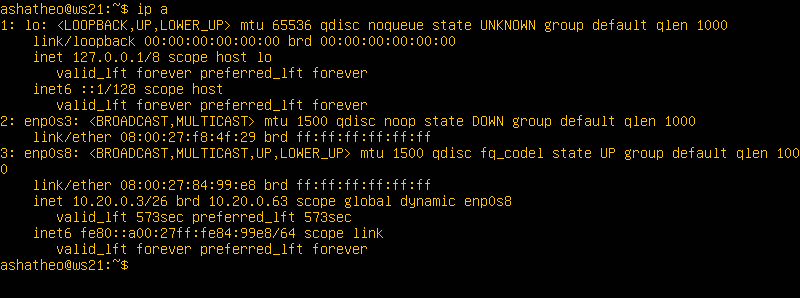 ashatheo@ws21:~$ ip a
1: lo: <LOOPBACK,UP,LOWER_UP> mtu 65536 qdisc noqueue state UNKNOWN group default qlen 1000
    link/loopback 00:00:00:00:00:00 brd 00:00:00:00:00:00
    inet 127.0.0.1/8 scope host lo
       valid_lft forever preferred_lft forever
    inet6 ::1/128 scope host
       valid_lft forever preferred_lft forever
2: enp0s3: <BROADCAST,MULTICAST> mtu 1500 qdisc noop state DOWN group default qlen 1000
    link/ether 08:00:27:f8:4f:29 brd ff:ff:ff:ff:ff:ff
3: enp0s8: <BROADCAST,MULTICAST,UP,LOWER_UP> mtu 1500 qdisc fq_codel state UP group default qlen 100
0
    link/ether 08:00:27:84:99:e8 brd ff:ff:ff:ff:ff:ff
    inet 10.20.0.3/26 brd 10.20.0.63 scope global dynamic enp0s8
       valid_lft 573sec preferred_lft 573sec
    inet6 fe80::a00:27ff:fe84:99e8/64 scope link
       valid_lft forever preferred_lft forever
ashatheo@ws21:~$